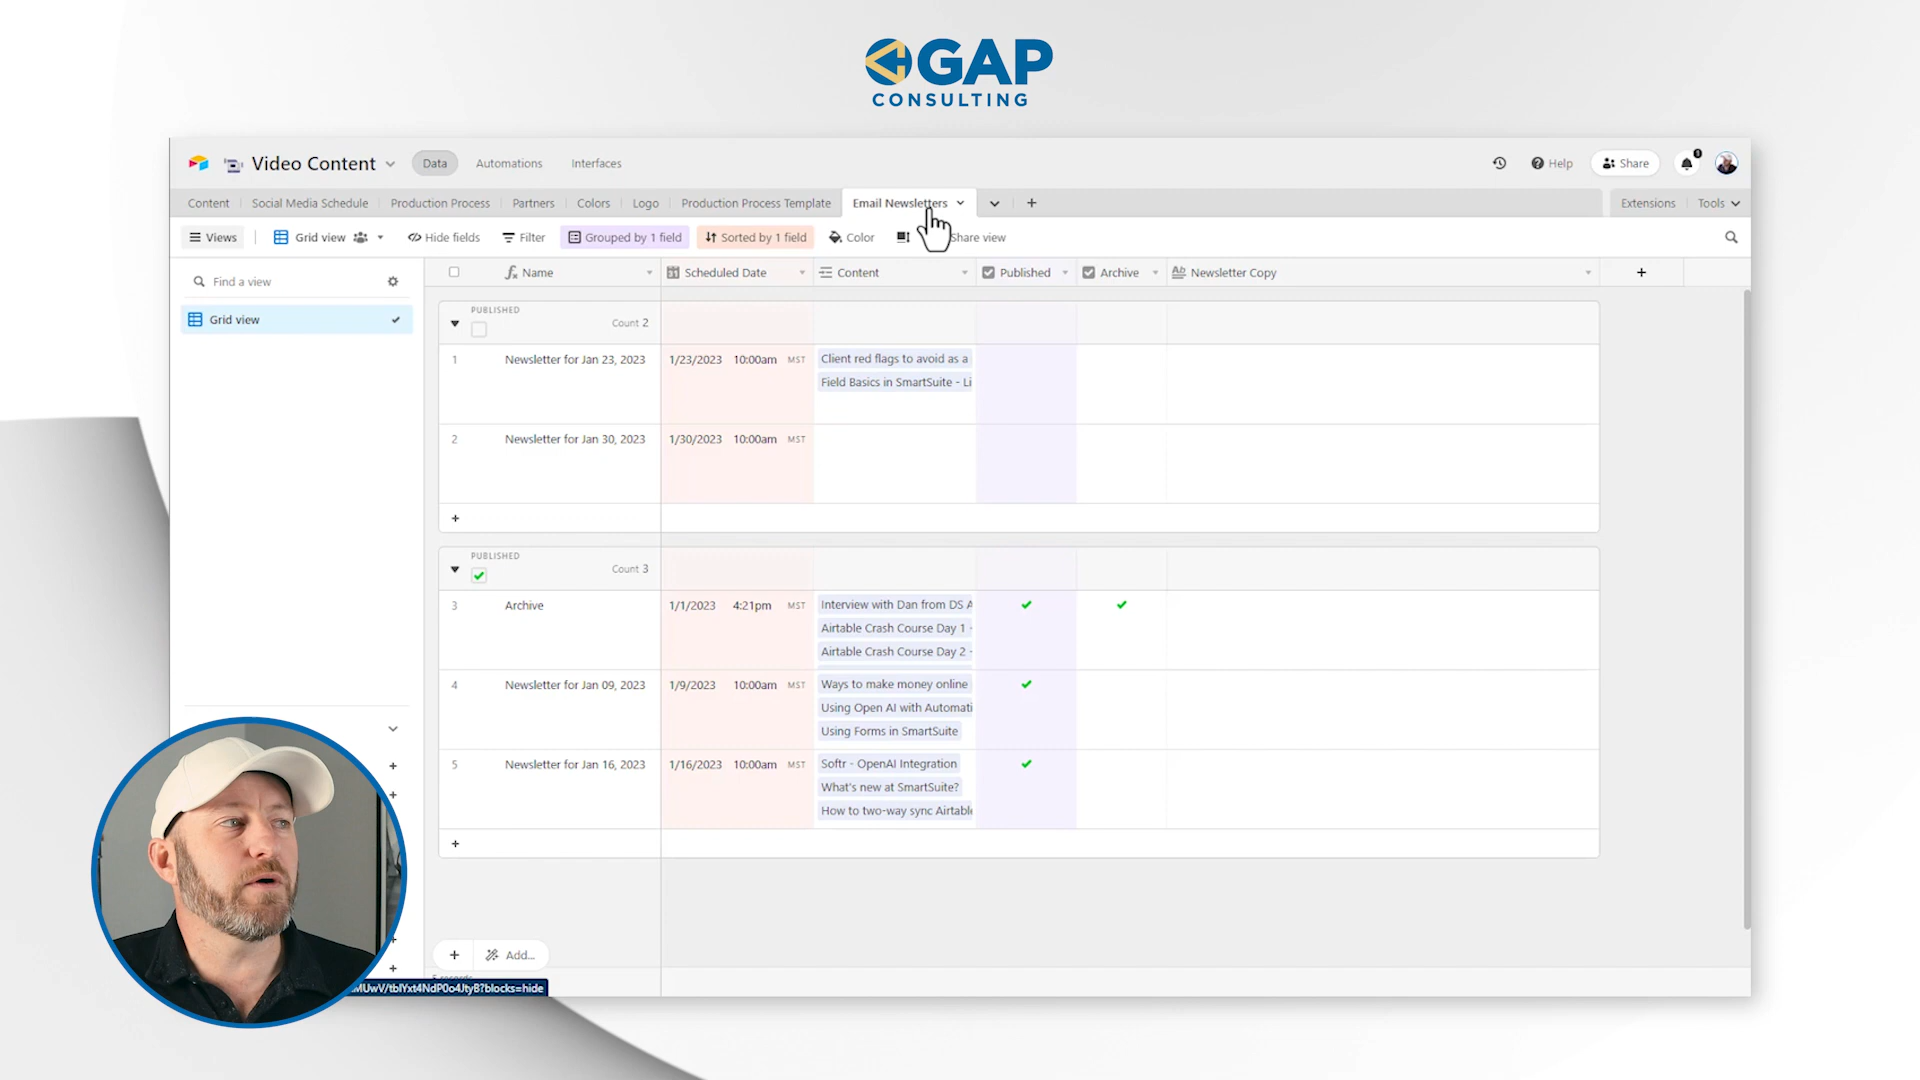 GAP
CONSULTING
Video Content
Data
Automations
Interfaces
Help
Share
Content
Social Media Schedule
Production Process
Partners
Colors
Logo
Production Process Template
Email Newsletters
Extensions
Tools
Views
Grid view
Hide fields
Filter
Grouped by 1 field
Sorted by 1 field
Color
Share view
Find a view
Grid view
Name
Scheduled Date
Content
Published
Archive
Newsletter Copy
PUBLISHED
Count 2
1 Newsletter for Jan 23, 2023 1/23/2023 10:00am MST Client red flags to avoid as a
Field Basics in SmartSuite - Li
2 Newsletter for Jan 30, 2023 1/30/2023 10:00am MST
PUBLISHED
Count 3
3 Archive 1/1/2023 4:21pm MST Interview with Dan from DS A
Airtable Crash Course Day 1 -
Airtable Crash Course Day 2 -
4 Newsletter for Jan 09, 2023 1/9/2023 10:00am MST Ways to make money online
Using Open AI with Automati
Using Forms in SmartSuite
5 Newsletter for Jan 16, 2023 1/16/2023 10:00am MST Softr - OpenAI Integration
What's new at SmartSuite?
How to two-way sync Airtable
Add...
5 records